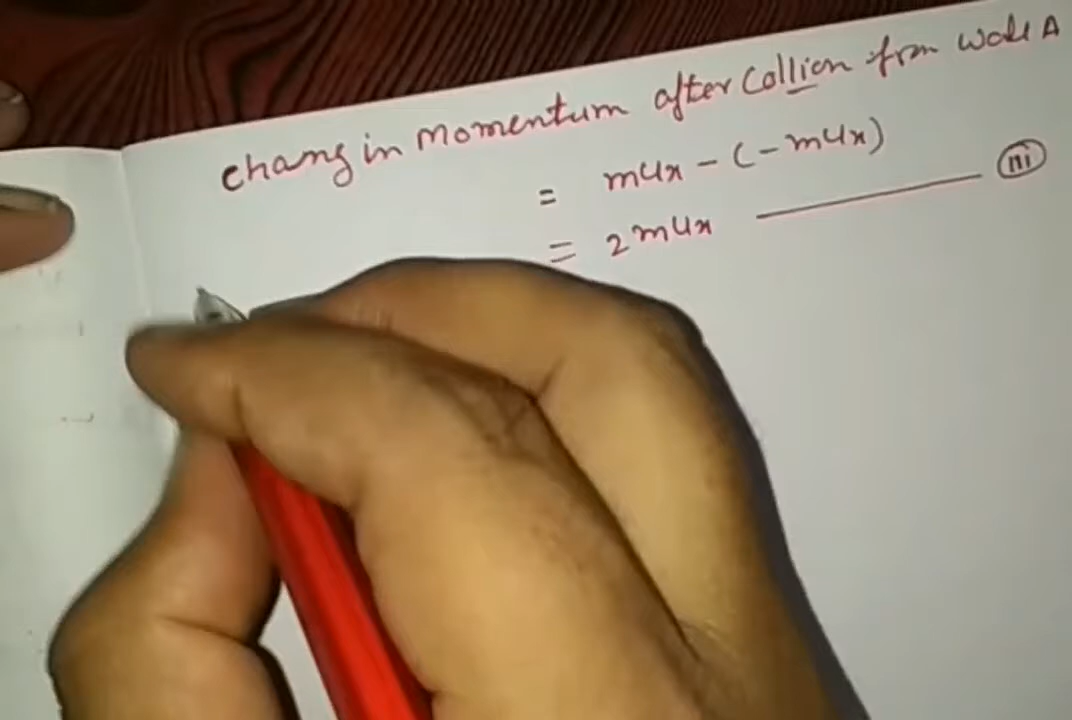 chang in momentum after Collion from wall A
= mux - (- mux)
= 2mux (iii)